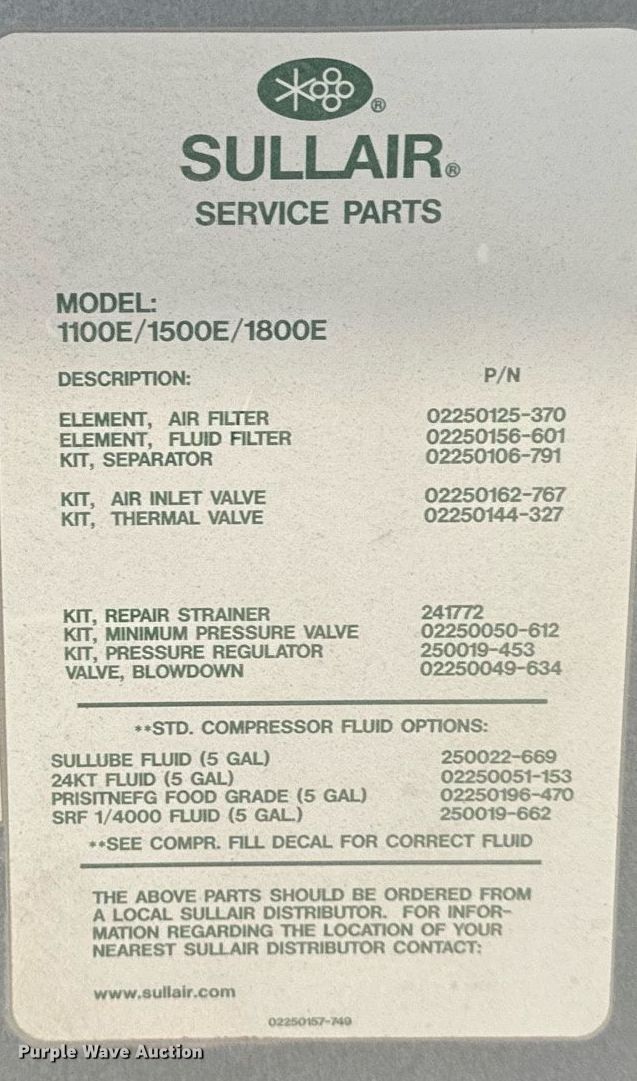 ®
SULLAIR®
SERVICE PARTS
MODEL:
1100E/1500E/1800E
DESCRIPTION: P/N
ELEMENT, AIR FILTER 02250125-370
ELEMENT, FLUID FILTER 02250156-601
KIT, SEPARATOR 02250106-791
KIT, AIR INLET VALVE 02250162-767
KIT, THERMAL VALVE 02250144-327
KIT, REPAIR STRAINER 241772
KIT, MINIMUM PRESSURE VALVE 02250050-612
KIT, PRESSURE REGULATOR 250019-453
VALVE, BLOWDOWN 02250049-634
**STD. COMPRESSOR FLUID OPTIONS:
SULLUBE FLUID (5 GAL) 250022-669
24KT FLUID (5 GAL) 02250051-153
PRISITNEFG FOOD GRADE (5 GAL) 02250196-470
SRF 1/4000 FLUID (5 GAL.) 250019-662
**SEE COMPR. FILL DECAL FOR CORRECT FLUID
THE ABOVE PARTS SHOULD BE ORDERED FROM
A LOCAL SULLAIR DISTRIBUTOR. FOR INFOR-
MATION REGARDING THE LOCATION OF YOUR
NEAREST SULLAIR DISTRIBUTOR CONTACT:
www.sullair.com
02250157-749
Purple Wave Auction